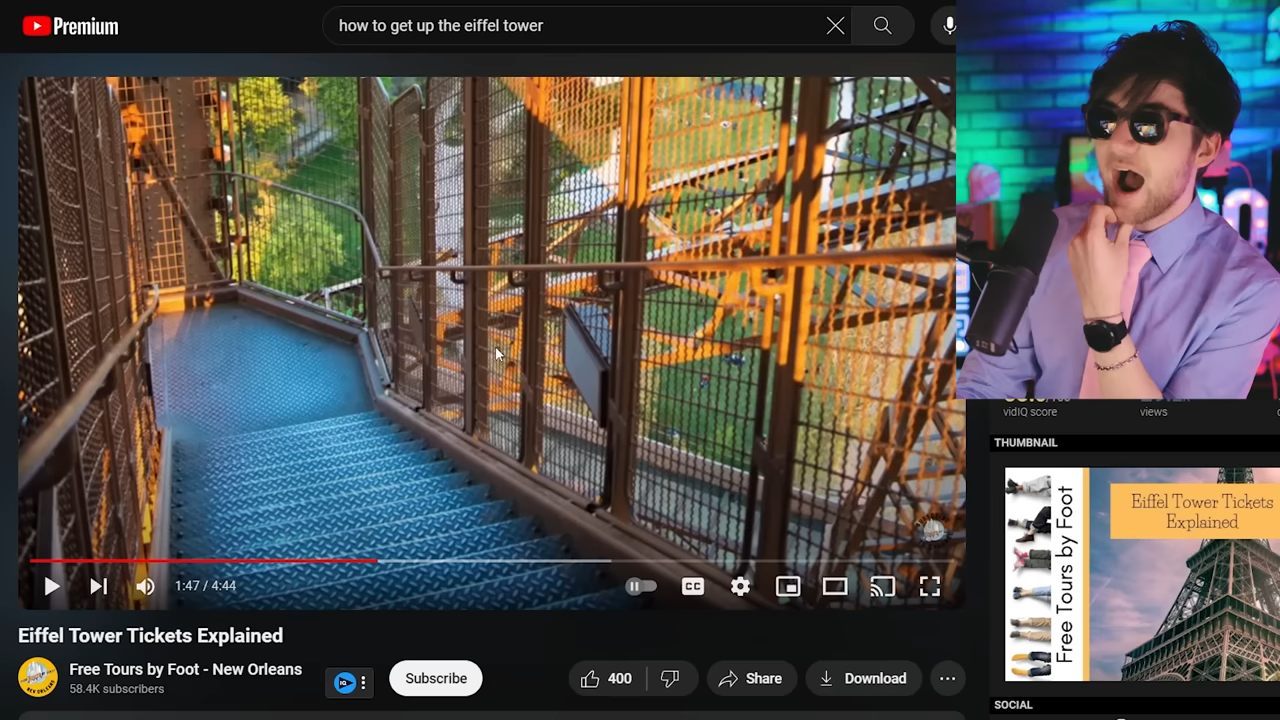 Premium
how to get up the eiffel tower
1:47 / 4:44
CC
Eiffel Tower Tickets Explained
Free Tours by Foot - New Orleans
58.4K subscribers
iQ
Subscribe
400
Share
Download
vidIQ score
views
THUMBNAIL
Free Tours by Foot
Eiffel Tower Tickets
Explained
SOCIAL